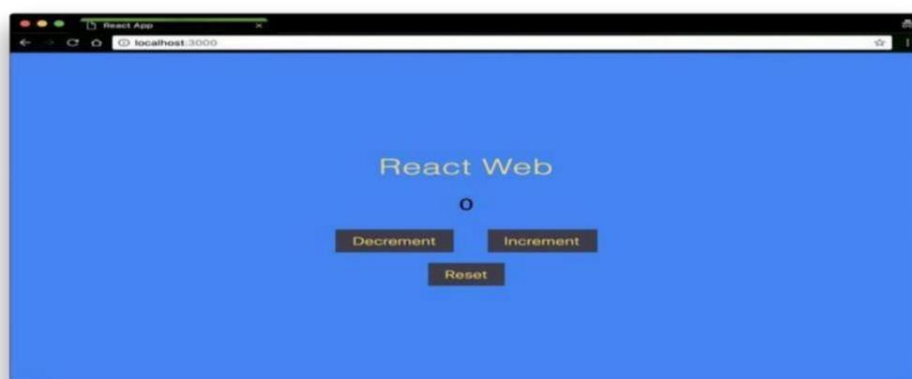 React App
localhost:3000
React Web
0
Decrement Increment
Reset